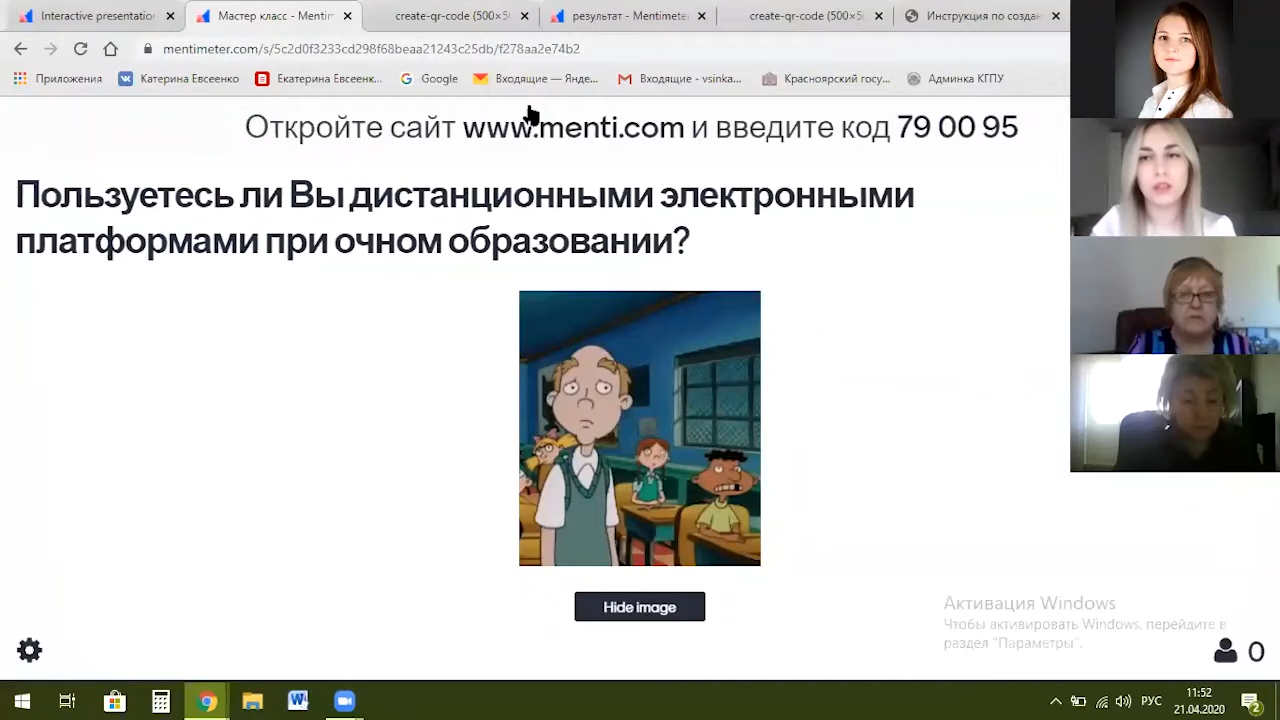 Interactive presentation
Мастер класс - Mentim
create-qr-code (500×5
результат - Mentimeter
create-qr-code (500×5
Инструкция по создан
mentimeter.com/s/5c2d0f3233cd298f68beaa21243c25db/f278aa2e74b2
Приложения
Катерина Евсеенко
Екатерина Евсеенк...
Google
Входящие — Янде...
Входящие - vsinka...
Красноярский госу...
Админка КГПУ
Откройте сайт www.menti.com и введите код 79 00 95
Пользуетесь ли Вы дистанционными электронными
платформами при очном образовании?
Hide image
Активация Windows
Чтобы активировать Windows, перейдите в
раздел "Параметры".
0
РУС
11:52
21.04.2020
2